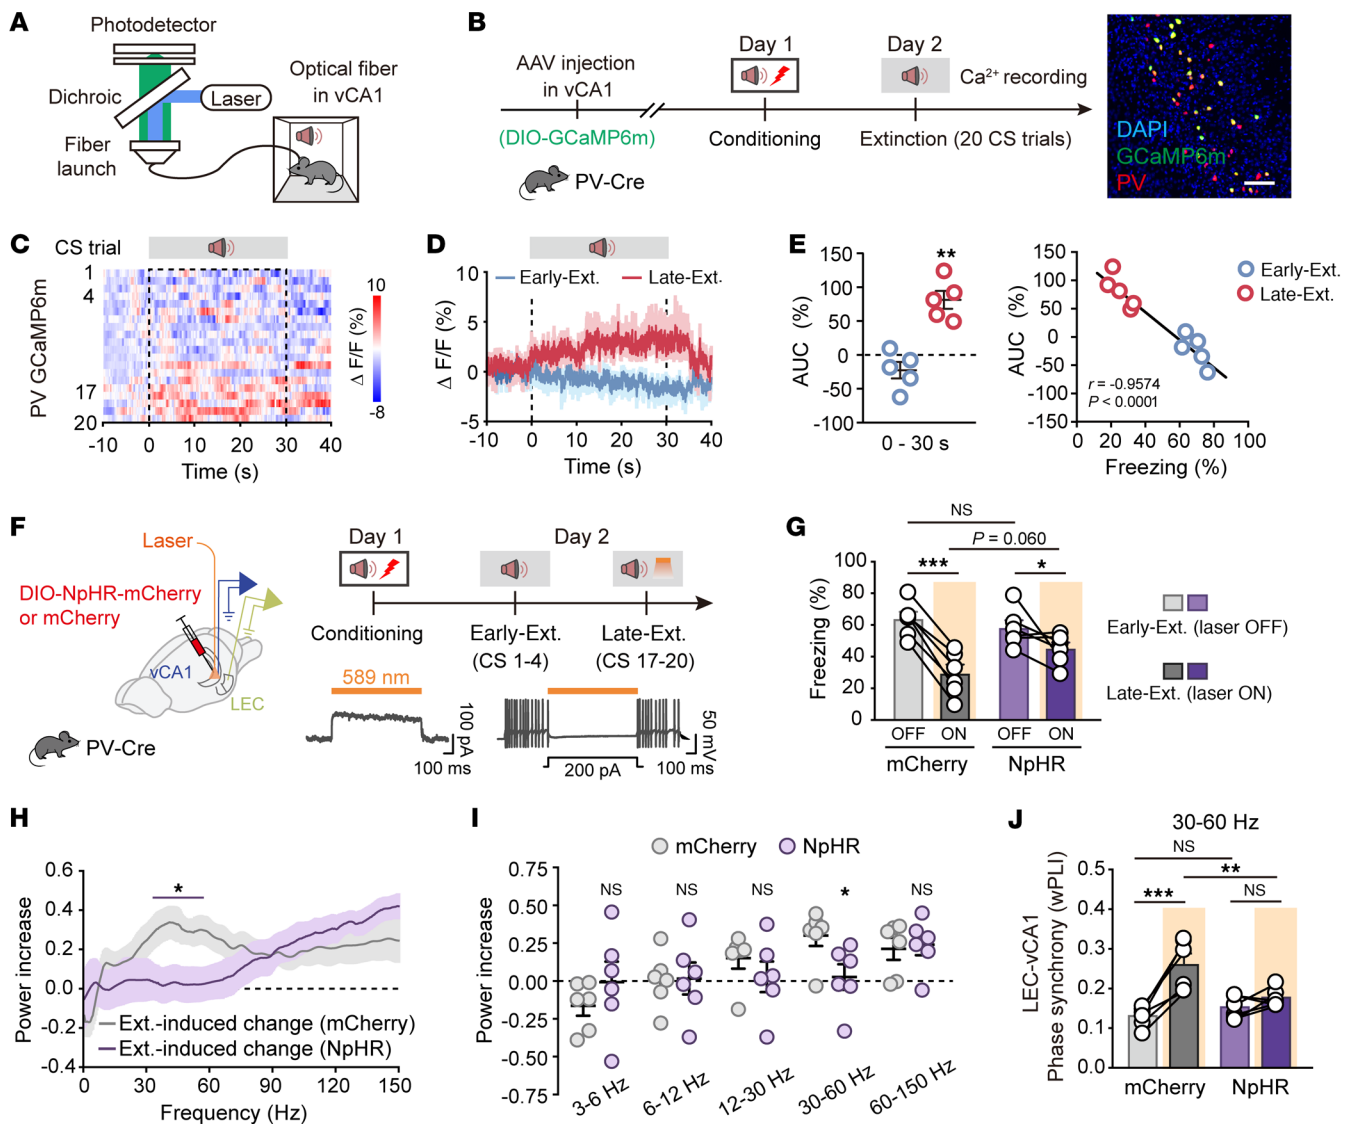 A
Photodetector
Dichroic
Laser
Optical fiber
in vCA1
Fiber
launch
B
AAV injection
in vCA1
(DIO-GCaMP6m)
PV-Cre
Day 1
Conditioning
Day 2
Ca2+ recording
Extinction (20 CS trials)
DAPI
GCaMP6m
PV
C
CS trial
PV GCaMP6m
1
4
17
20
-10 0 10 20 30 40
Time (s)
10
-8
Δ F/F (%)
D
Early-Ext. Late-Ext.
Δ F/F (%)
10
5
0
-5
-10 0 10 20 30 40
Time (s)
E
AUC (%)
150
100
50
0
-50
-100
**
0 - 30 s
AUC (%)
150
100
50
0
-50
-100
-150
r = -0.9574
P < 0.0001
0 20 40 60 80 100
Freezing (%)
Early-Ext.
Late-Ext.
F
Laser
DIO-NpHR-mCherry
or mCherry
vCA1
LEC
PV-Cre
Day 1
Day 2
Conditioning
Early-Ext.
(CS 1-4)
Late-Ext.
(CS 17-20)
589 nm
100 pA
100 ms
200 pA
50 mV
100 ms
G
NS
P = 0.060
***
*
Freezing (%)
100
80
60
40
20
0
OFF ON OFF ON
mCherry NpHR
Early-Ext. (laser OFF)
Late-Ext. (laser ON)
H
Power increase
0.6
0.4
0.2
0.0
-0.2
-0.4
*
Ext.-induced change (mCherry)
Ext.-induced change (NpHR)
0 30 60 90 120 150
Frequency (Hz)
I
mCherry NpHR
Power increase
0.75
0.50
0.25
0.00
-0.25
-0.50
-0.75
NS NS NS * NS
3-6 Hz 6-12 Hz 12-30 Hz 30-60 Hz 60-150 Hz
J
30-60 Hz
NS
**
***
NS
LEC-vCA1
Phase synchrony (wPLI)
0.5
0.4
0.3
0.2
0.1
0.0
mCherry NpHR